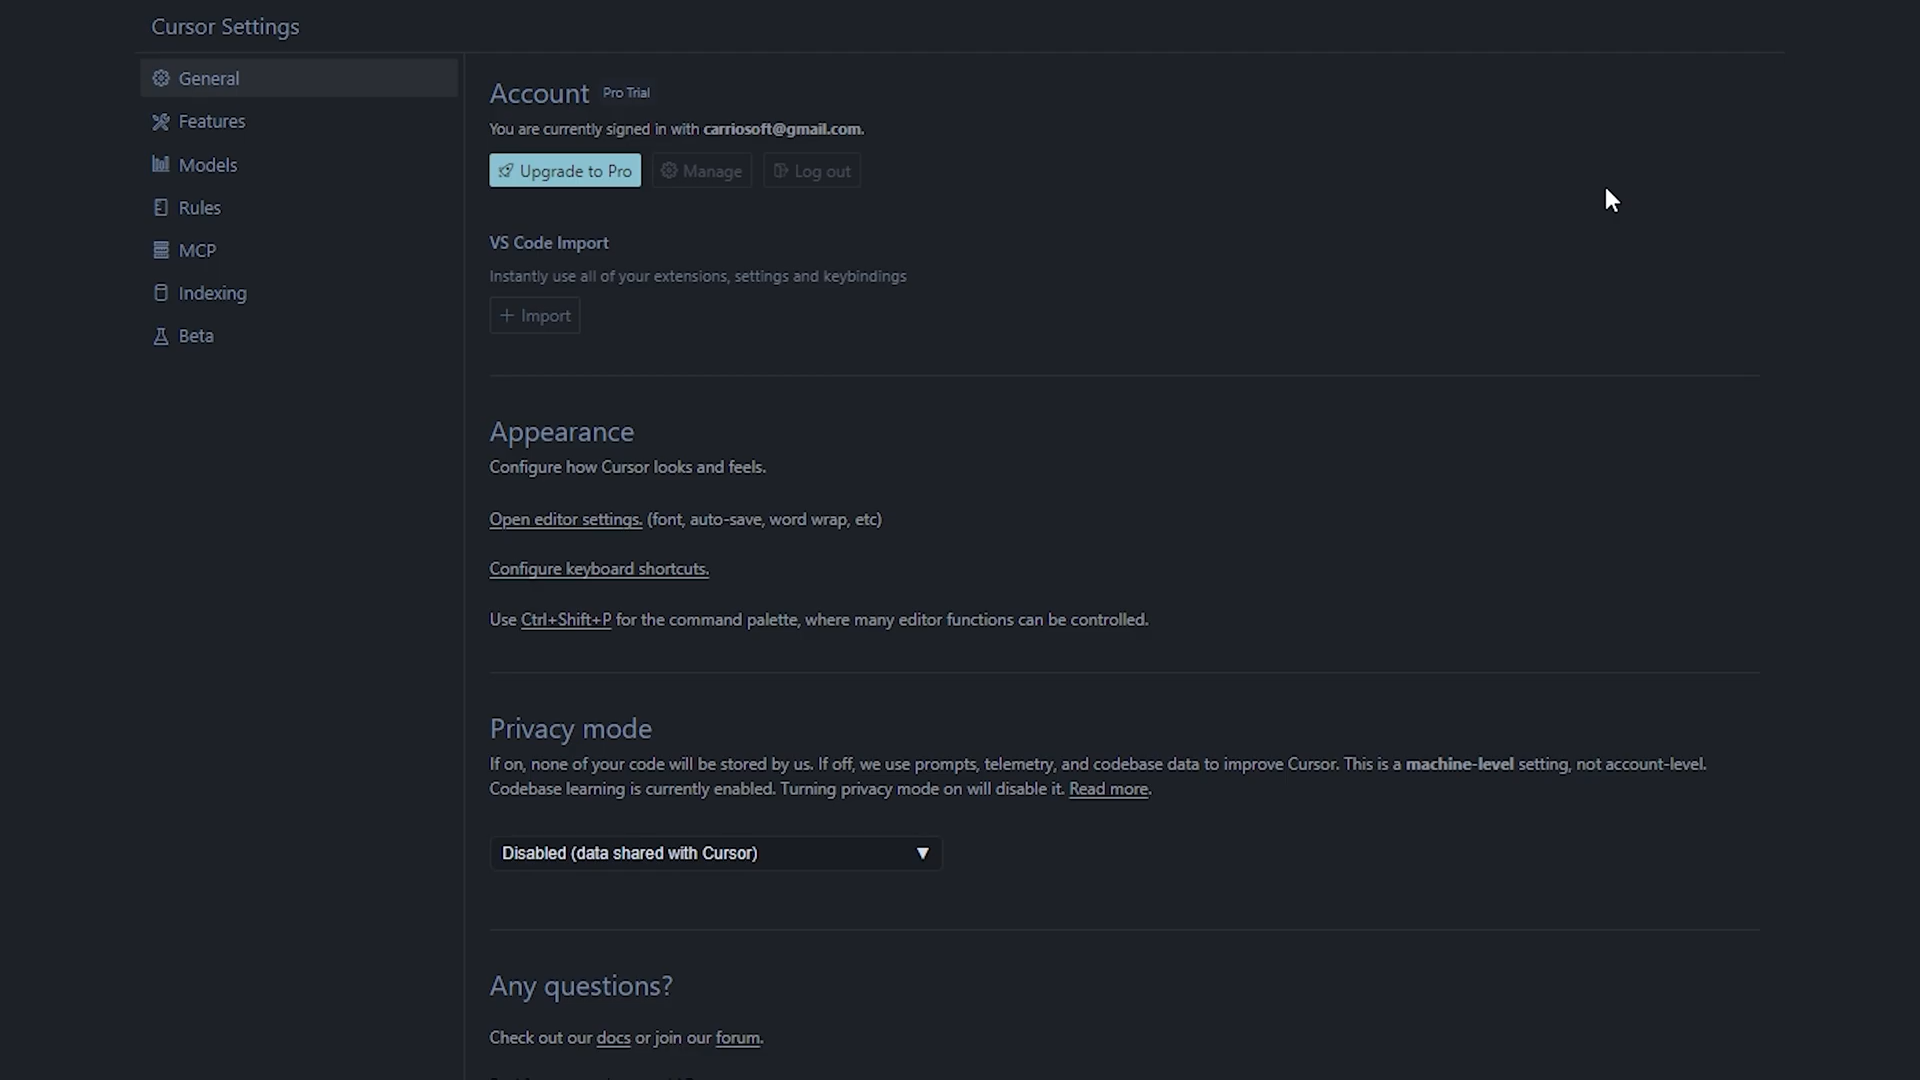 Cursor Settings
General
Features
Models
Rules
MCP
Indexing
Beta
Account Pro Trial
You are currently signed in with carriosoft@gmail.com.
Upgrade to Pro Manage Log out
VS Code Import
Instantly use all of your extensions, settings and keybindings
+ Import
Appearance
Configure how Cursor looks and feels.
Open editor settings. (font, auto-save, word wrap, etc)
Configure keyboard shortcuts.
Use Ctrl+Shift+P for the command palette, where many editor functions can be controlled.
Privacy mode
If on, none of your code will be stored by us. If off, we use prompts, telemetry, and codebase data to improve Cursor. This is a machine-level setting, not account-level.
Codebase learning is currently enabled. Turning privacy mode on will disable it. Read more.
Disabled (data shared with Cursor)
Any questions?
Check out our docs or join our forum.